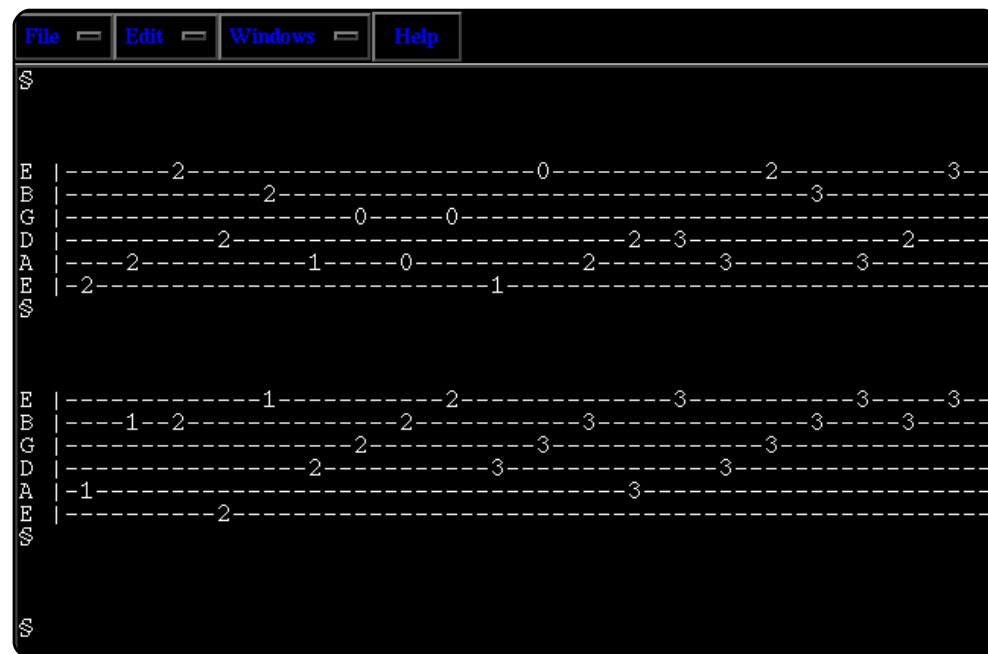 File Edit Windows Help
S
E |-------2-----------------------0--------------2-----------3--
B |-------------2-----------------------------------3-----------
G |-------------------0-----0-----------------------------------
D |----------2--------------------------2--3--------------2-----
A |----2-----------1-----0-----------2--------3--------3--------
E |-2--------------------------1--------------------------------
S
E |-------------1-----------2--------------3-----------3-----3--
B |----1--2--------------2-----------3--------------3-----3-----
G |-------------------2-----------3--------------3--------------
D |----------------2-----------3--------------3-----------------
A |-1-----------------------------------3-----------------------
E |----------2--------------------------------------------------
S
S